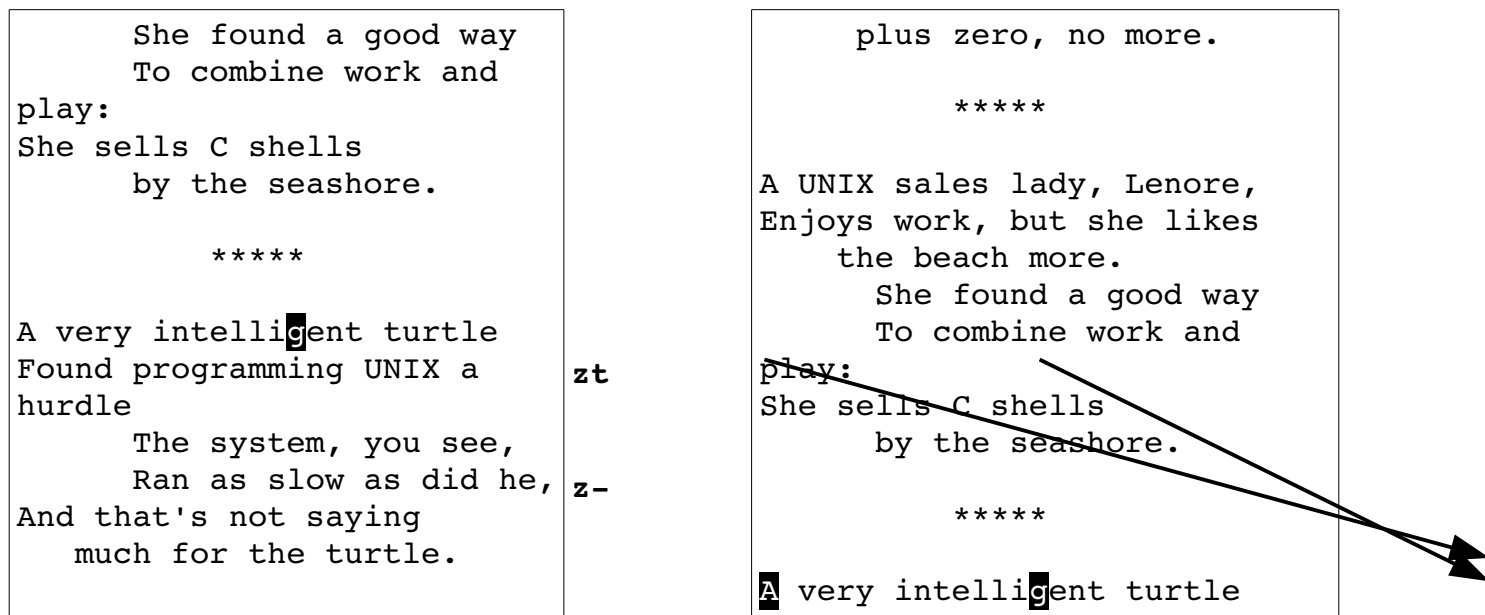 She found a good way
To combine work and
play:
She sells C shells
by the seashore.
*****
A very intelligent turtle
Found programming UNIX a
hurdle
The system, you see,
Ran as slow as did he,
And that's not saying
much for the turtle.
zt
z–
plus zero, no more.
*****
A UNIX sales lady, Lenore,
Enjoys work, but she likes
the beach more.
She found a good way
To combine work and
play:
She sells C shells
by the seashore.
*****
A very intelligent turtle